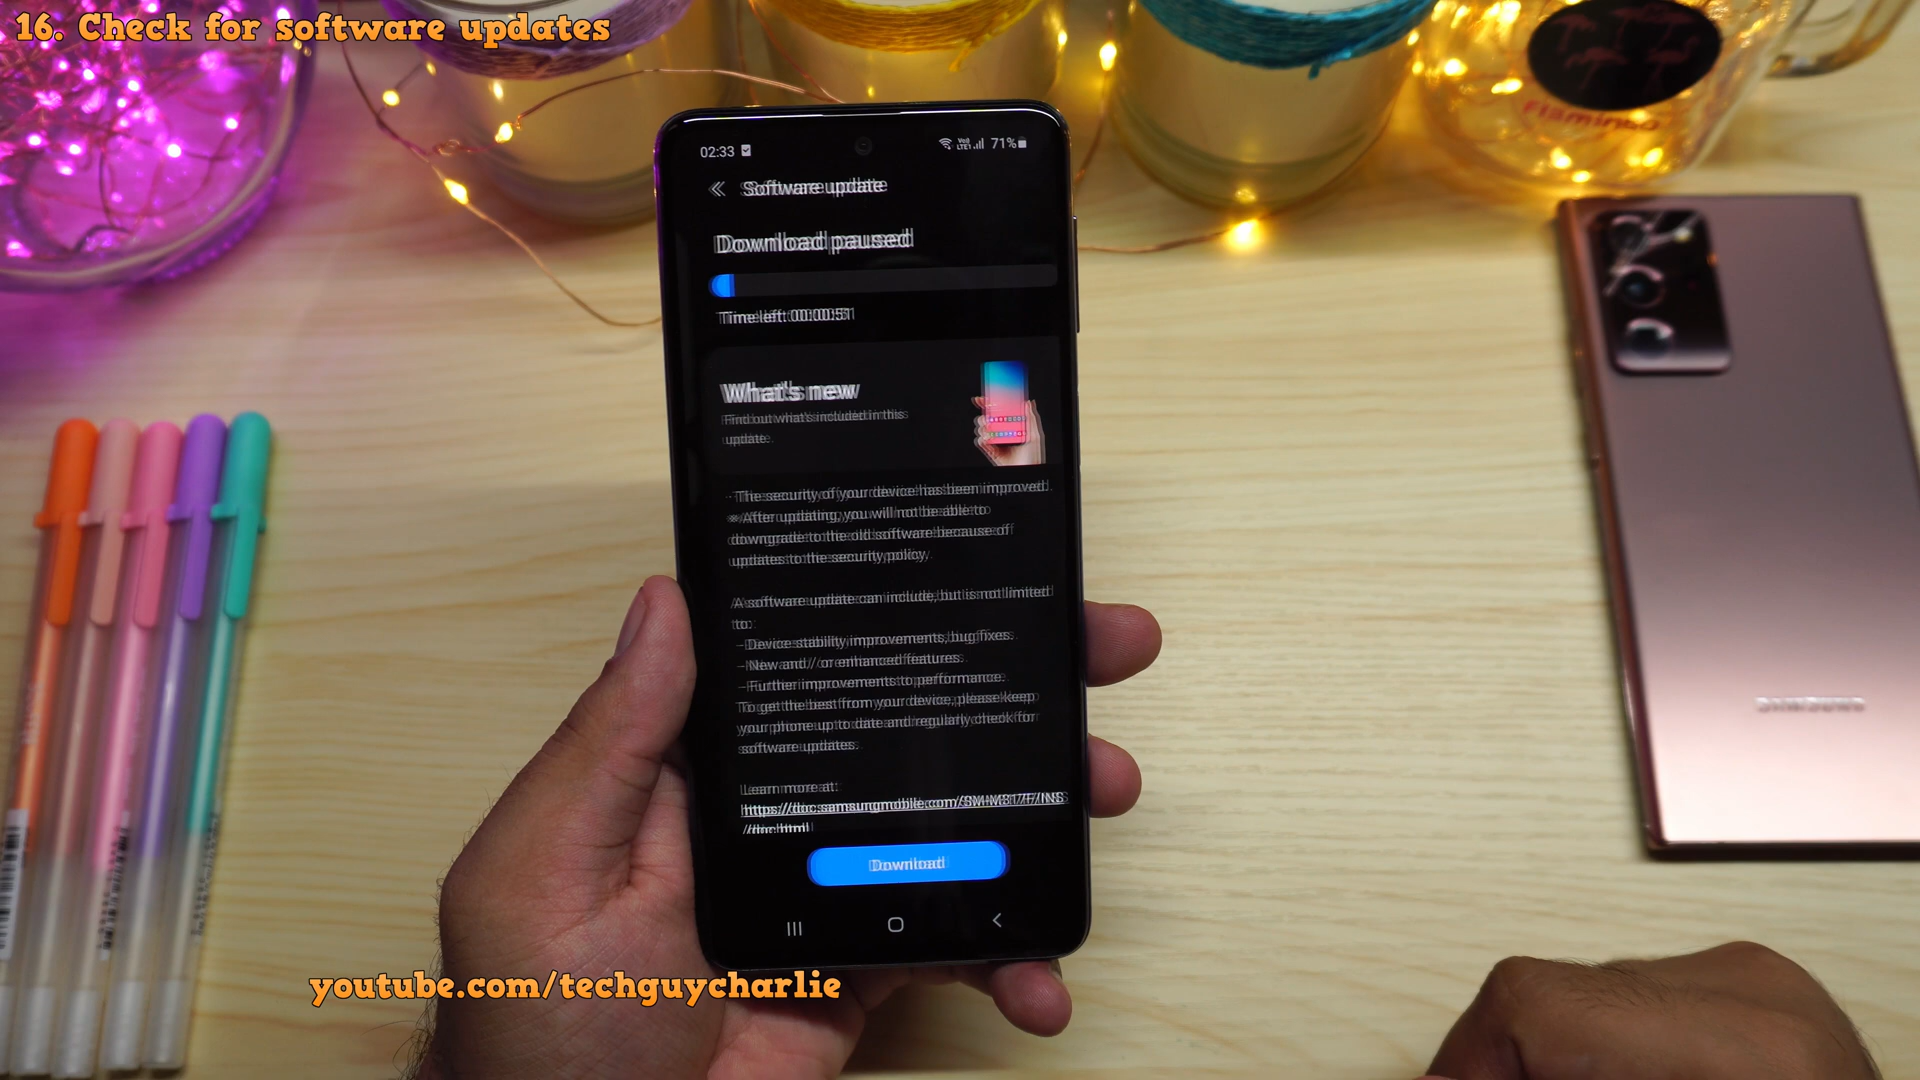 16. Check for software updates
Flamingo
02:33
71%
Software update
Download paused
Time left: 00:00:51
What's new
Find out what's included in this
update.
- The security of your device has been improved.
※ After updating, you will not be able to
downgrade to the old software because of
updates to the security policy.
A software update can include, but is not limited
to:
- Device stability improvements, bug fixes.
- New and / or enhanced features.
- Further improvements to performance.
To get the best from your device, please keep
your phone up to date and regularly check for
software updates.
Learn more at:
https://doc.samsungmobile.com/SM-M317F/INS
/doc.html
Download
SAMSUNG
youtube.com/techguycharlie